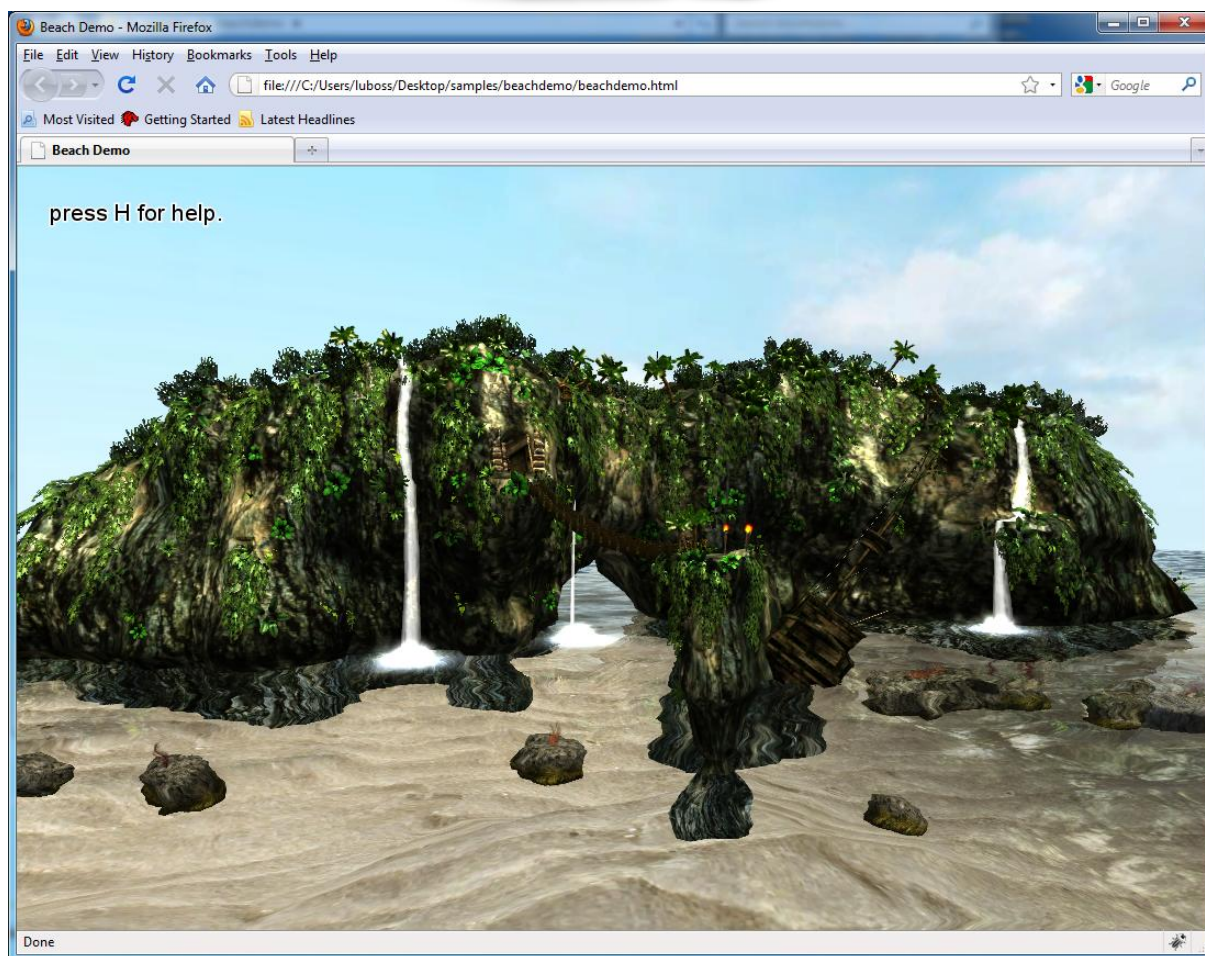 Beach Demo - Mozilla Firefox
File Edit View History Bookmarks Tools Help
file:///C:/Users/luboss/Desktop/samples/beachdemo/beachdemo.html
Google
Most Visited Getting Started Latest Headlines
Beach Demo
press H for help.
Done